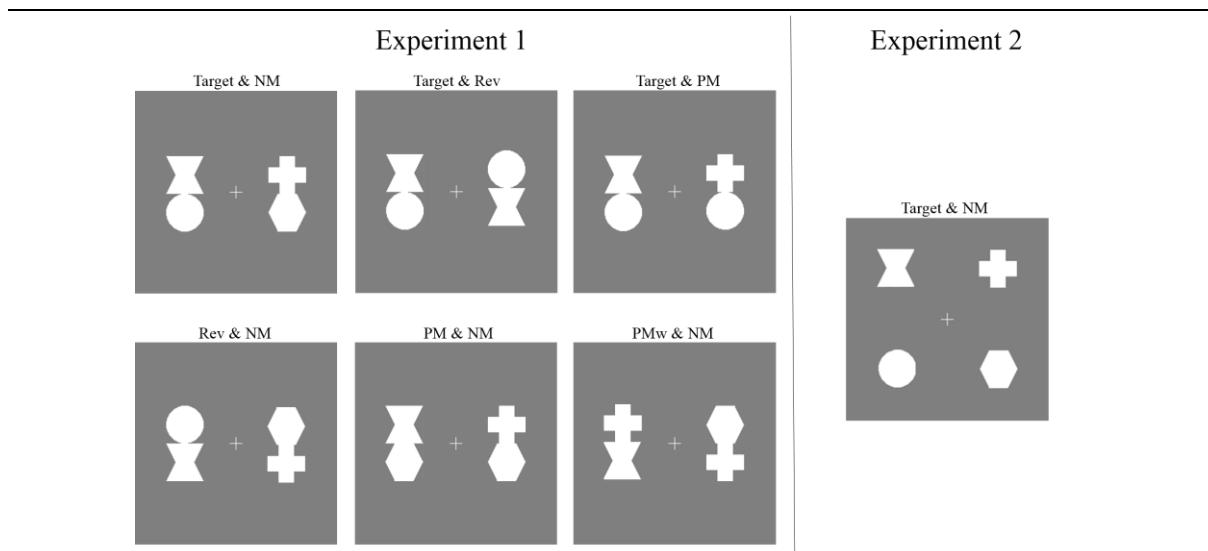 Experiment 1
Experiment 2
Target & NM
Target & Rev
Target & PM
Target & NM
Rev & NM
PM & NM
PMw & NM